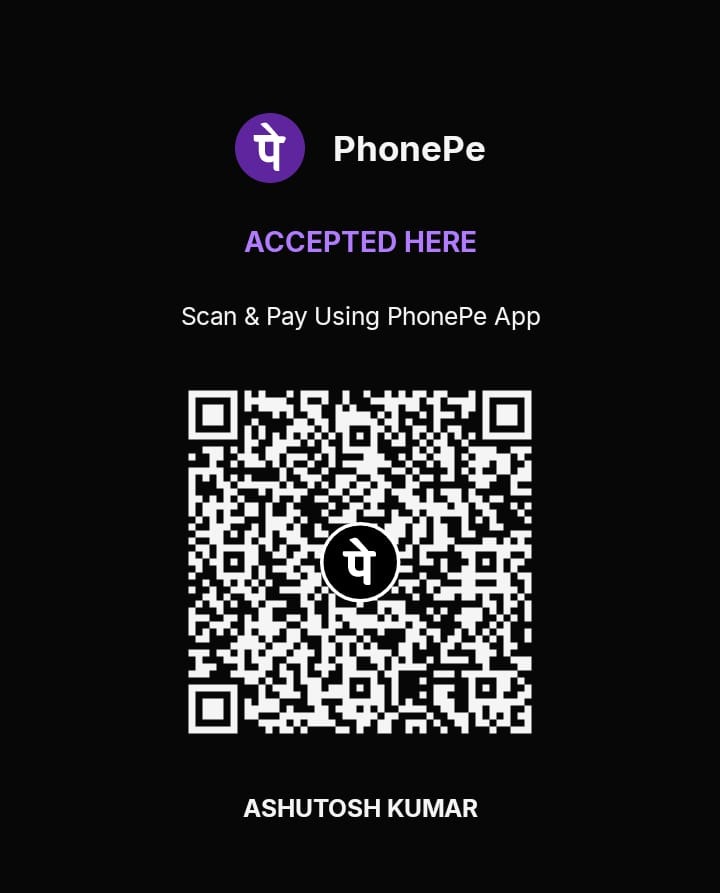 पे PhonePe
ACCEPTED HERE
Scan & Pay Using PhonePe App
पे
ASHUTOSH KUMAR